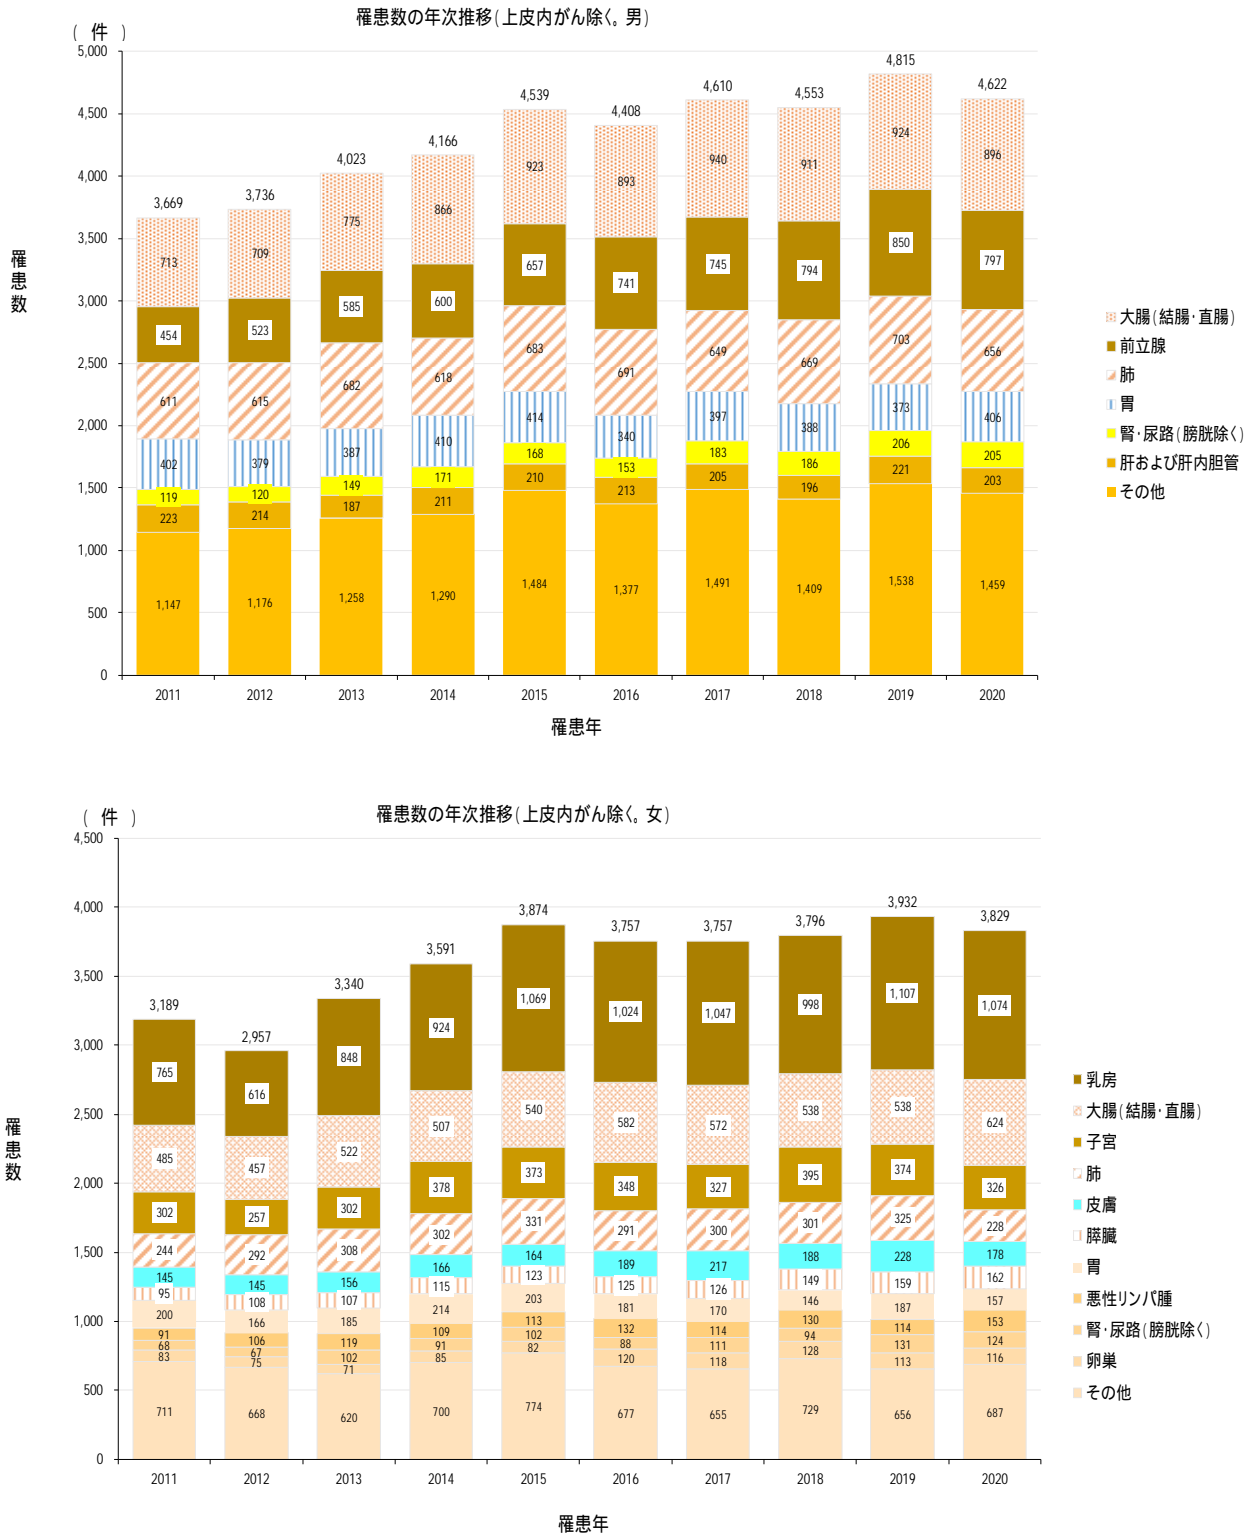 罹患数の年次推移(上皮内がん除く。男)
( 件 )
5,000
4,500
4,000
3,500
3,000
2,500
2,000
1,500
1,000
500
0
罹患数
3,669 3,736 4,023 4,166 4,539 4,408 4,610 4,553 4,815 4,622
713 709 775 866 923 893 940 911 924 896
454 523 585 600 657 741 745 794 850 797
611 615 682 618 683 691 649 669 703 656
402 379 387 410 414 340 397 388 373 406
119 120 149 171 168 153 183 186 206 205
223 214 187 211 210 213 205 196 221 203
1,147 1,176 1,258 1,290 1,484 1,377 1,491 1,409 1,538 1,459
2011 2012 2013 2014 2015 2016 2017 2018 2019 2020
罹患年
大腸(結腸・直腸)
前立腺
肺
胃
腎・尿路(膀胱除く)
肝および肝内胆管
その他
罹患数の年次推移(上皮内がん除く。女)
( 件 )
4,500
4,000
3,500
3,000
2,500
2,000
1,500
1,000
500
0
罹患数
3,189 2,957 3,340 3,591 3,874 3,757 3,757 3,796 3,932 3,829
765 616 848 924 1,069 1,024 1,047 998 1,107 1,074
485 457 522 507 540 582 572 538 538 624
302 257 302 378 373 348 327 395 374 326
244 292 308 302 331 291 300 301 325 228
145 145 156 166 164 189 217 188 228 178
95 108 107 115 123 125 126 149 159 162
200 166 185 214 203 181 170 146 187 157
91 106 119 109 113 132 114 130 114 153
68 67 102 91 102 88 111 94 131 124
83 75 71 85 82 120 118 128 113 116
711 668 620 700 774 677 655 729 656 687
2011 2012 2013 2014 2015 2016 2017 2018 2019 2020
罹患年
乳房
大腸(結腸・直腸)
子宮
肺
皮膚
膵臓
胃
悪性リンパ腫
腎・尿路(膀胱除く)
卵巣
その他